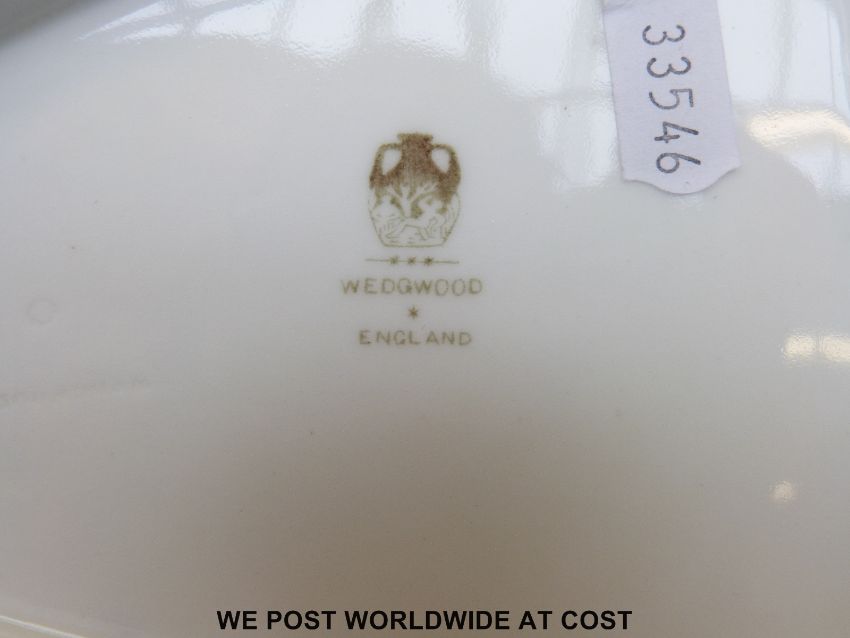 33546
WEDGWOOD
ENGLAND
WE POST WORLDWIDE AT COST